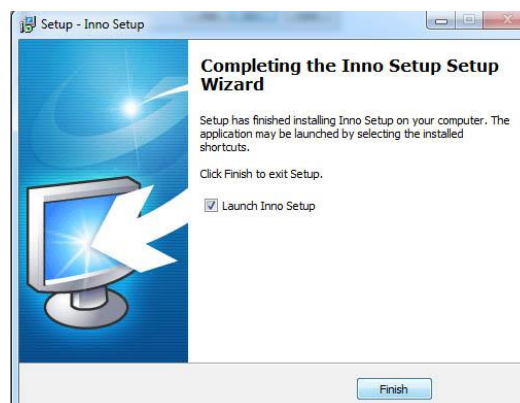 Setup - Inno Setup
Completing the Inno Setup Setup
Wizard
Setup has finished installing Inno Setup on your computer. The
application may be launched by selecting the installed
shortcuts.
Click Finish to exit Setup.
Launch Inno Setup
Finish